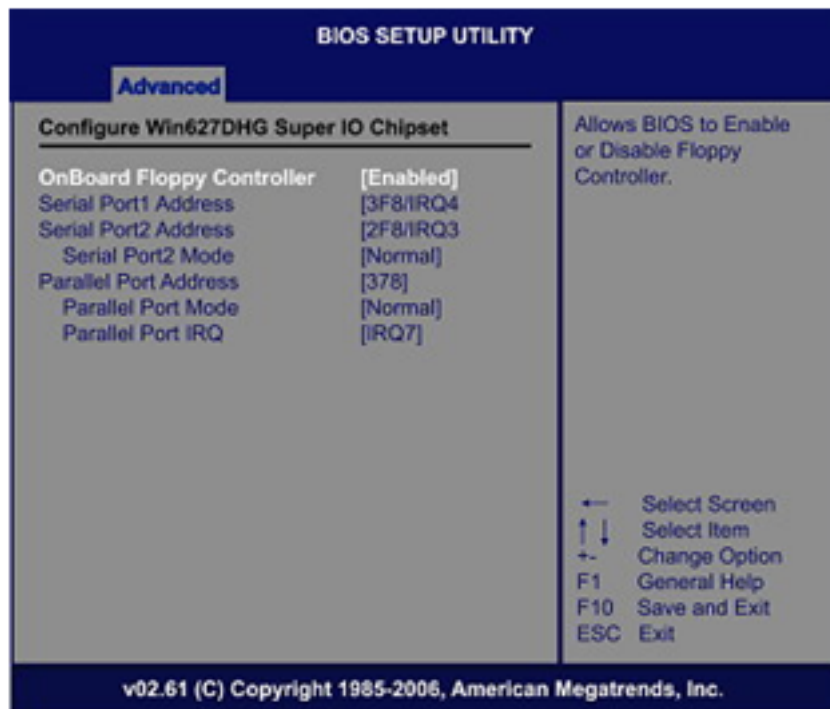 BIOS SETUP UTILITY
Advanced
Configure Win627DHG Super IO Chipset
OnBoard Floppy Controller [Enabled]
Serial Port1 Address [3F8/IRQ4
Serial Port2 Address [2F8/IRQ3
Serial Port2 Mode [Normal]
Parallel Port Address [378]
Parallel Port Mode [Normal]
Parallel Port IRQ [IRQ7]
Allows BIOS to Enable
or Disable Floppy
Controller.
← Select Screen
↑↓ Select Item
+- Change Option
F1 General Help
F10 Save and Exit
ESC Exit
v02.61 (C) Copyright 1985-2006, American Megatrends, Inc.